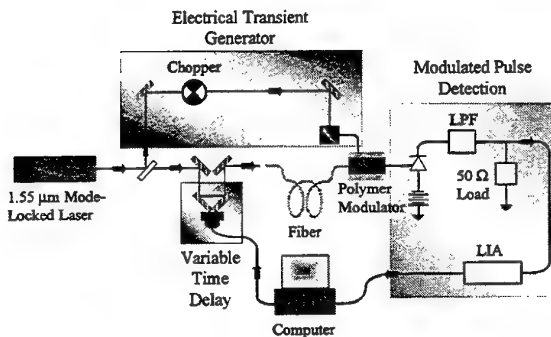 Electrical Transient
Generator
Chopper
Modulated Pulse
Detection
LPF
50 Ω
Load
1.55 µm Mode-
Locked Laser
Polymer
Modulator
Fiber
Variable
Time
Delay
LIA
Computer